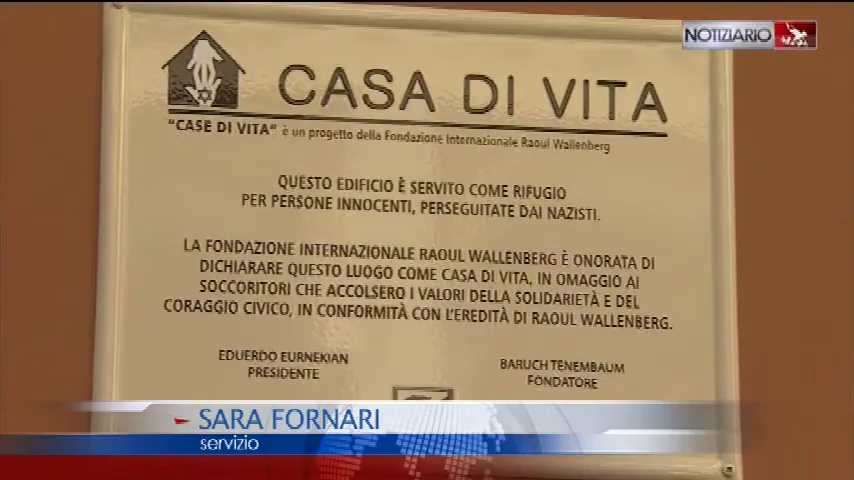 NOTIZIARIO
CASA DI VITA
"CASE DI VITA" è un progetto della Fondazione Internazionale Raoul Wallenberg
QUESTO EDIFICIO È SERVITO COME RIFUGIO
PER PERSONE INNOCENTI, PERSEGUITATE DAI NAZISTI.
LA FONDAZIONE INTERNAZIONALE RAOUL WALLENBERG È ONORATA DI
DICHIARARE QUESTO LUOGO COME CASA DI VITA, IN OMAGGIO AI
SOCCORITORI CHE ACCOLSERO I VALORI DELLA SOLIDARIETÀ E DEL
CORAGGIO CIVICO, IN CONFORMITÀ CON L'EREDITÀ DI RAOUL WALLENBERG.
EDUERDO EURNEKIAN
PRESIDENTE
BARUCH TENEMBAUM
FONDATORE
SARA FORNARI
servizio